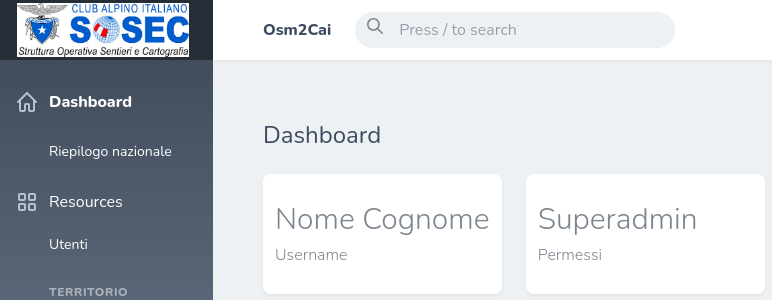 CLUB ALPINO ITALIANO
SOSEC
Struttura Operativa Sentieri e Cartografia
Osm2Cai
Press / to search
Dashboard
Riepilogo nazionale
Resources
Utenti
TERRITORIO
Dashboard
Nome Cognome
Username
Superadmin
Permessi